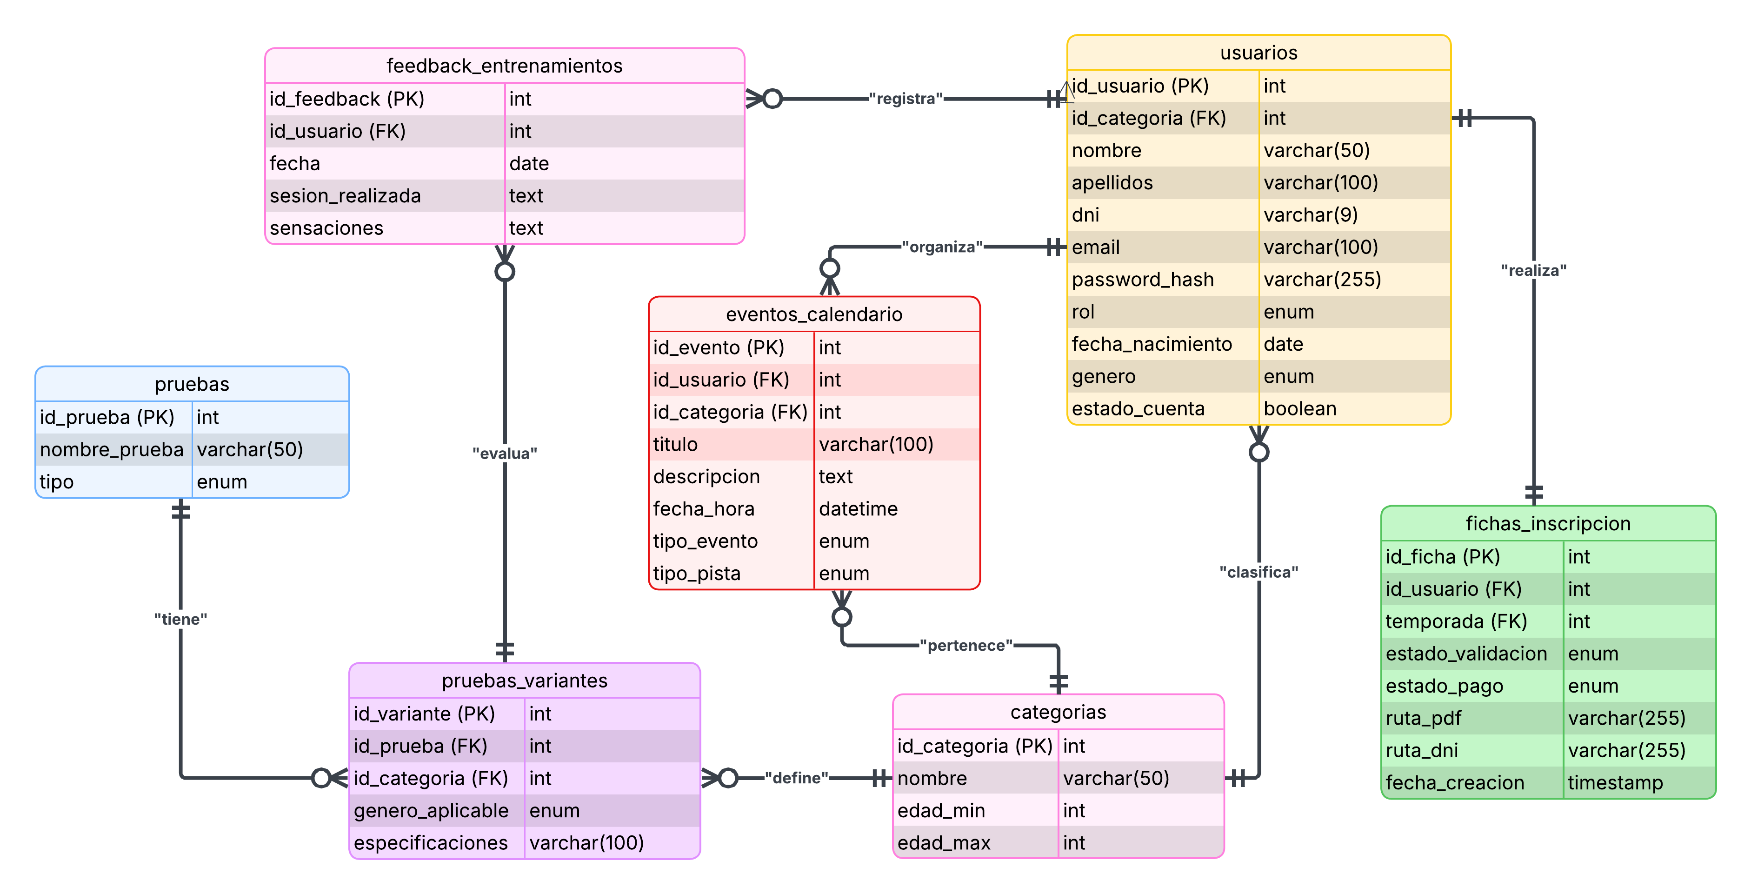 feedback_entrenamientos
id_feedback (PK) int
id_usuario (FK) int
fecha date
sesion_realizada text
sensaciones text
"registra"
usuarios
id_usuario (PK) int
id_categoria (FK) int
nombre varchar(50)
apellidos varchar(100)
dni varchar(9)
email varchar(100)
password_hash varchar(255)
rol enum
fecha_nacimiento date
genero enum
estado_cuenta boolean
"organiza"
"realiza"
eventos_calendario
id_evento (PK) int
id_usuario (FK) int
id_categoria (FK) int
titulo varchar(100)
descripcion text
fecha_hora datetime
tipo_evento enum
tipo_pista enum
"evalua"
pruebas
id_prueba (PK) int
nombre_prueba varchar(50)
tipo enum
"tiene"
"clasifica"
"pertenece"
fichas_inscripcion
id_ficha (PK) int
id_usuario (FK) int
temporada (FK) int
estado_validacion enum
estado_pago enum
ruta_pdf varchar(255)
ruta_dni varchar(255)
fecha_creacion timestamp
pruebas_variantes
id_variante (PK) int
id_prueba (FK) int
id_categoria (FK) int
genero_aplicable enum
especificaciones varchar(100)
"define"
categorias
id_categoria (PK) int
nombre varchar(50)
edad_min int
edad_max int